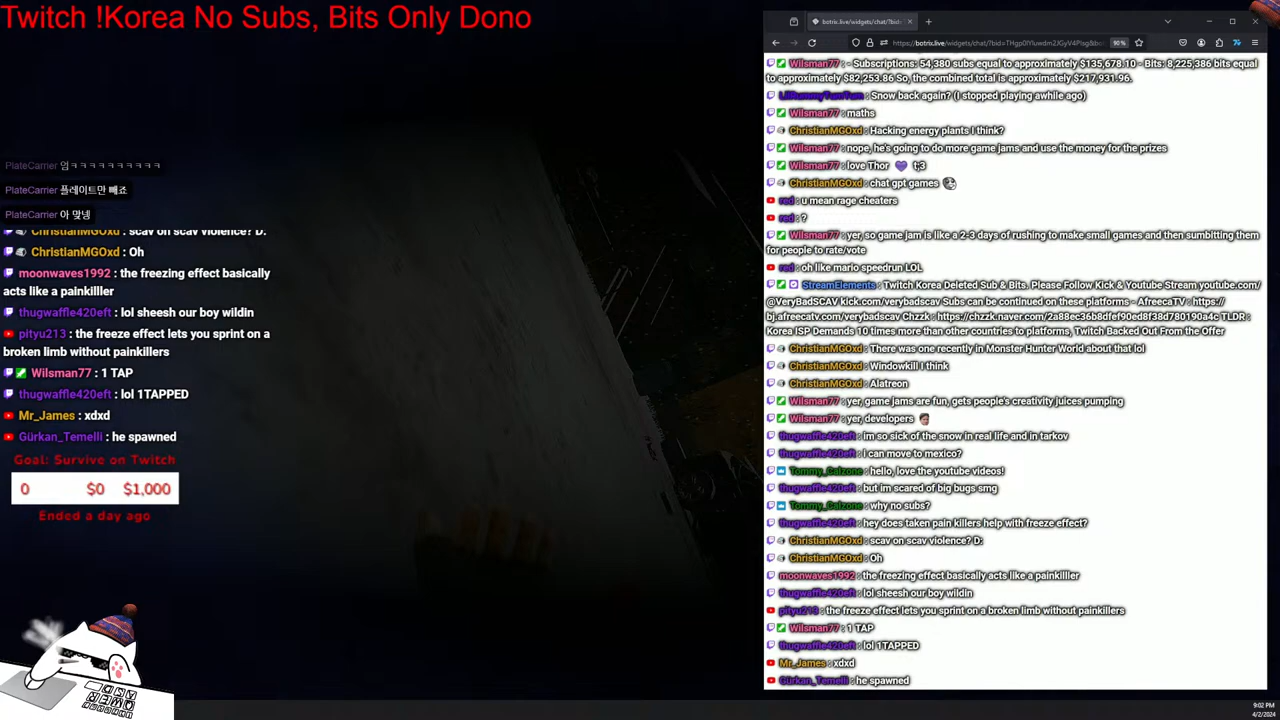 Twitch !Korea No Subs, Bits Only Dono
PlateCarrier 엄ㅋㅋㅋㅋㅋㅋㅋㅋㅋㅋ
PlateCarrier 플레이트만 빼죠
PlateCarrier 아 맞넹
ChristianMGOxd : scav on scav violence? D:
ChristianMGOxd : Oh
moonwaves1992 : the freezing effect basically
acts like a painkilller
thugwaffle420eft : lol sheesh our boy wildin
pityu213 : the freeze effect lets you sprint on a
broken limb without painkillers
Wilsman77 : 1 TAP
thugwaffle420eft : lol 1TAPPED
Mr_James : xdxd
Gürkan_Temelli : he spawned
Goal: Survive on Twitch
0 $0 $1,000
Ended a day ago
botrix.live/widgets/chat/?bid=
90%
Wilsman77 : - Subscriptions: 54,380 subs equal to approximately $135,678.10 - Bits: 8,225,386 bits equal
to approximately $82,253.86 So, the combined total is approximately $217,931.96.
Snow back again? (i stopped playing awhile ago)
Wilsman77 : maths
ChristianMGOxd : Hacking energy plants I think?
Wilsman77 : nope, he's going to do more game jams and use the money for the prizes
Wilsman77 : love Thor 💜 t;3
ChristianMGOxd : chat gpt games
red : u mean rage cheaters
red : ?
Wilsman77 : yer, so game jam is like a 2-3 days of rushing to make small games and then sumbitting them
for people to rate/vote
red : oh like mario speedrun LOL
StreamElements : Twitch Korea Deleted Sub & Bits. Please Follow Kick & Youtube Stream youtube.com/
@VeryBadSCAV kick.com/verybadscav Subs can be continued on these platforms - AfreecaTV : https://
bj.afreecatv.com/verybadscav Chzzk : https://chzzk.naver.com/2a88ec36b8dfef90ed8f38d780190a4c TLDR :
Korea ISP Demands 10 times more than other countries to platforms, Twitch Backed Out From the Offer
ChristianMGOxd : There was one recently in Monster Hunter World about that lol
ChristianMGOxd : Windowkill I think
ChristianMGOxd : Alatreon
Wilsman77 : yer, game jams are fun, gets people's creativity juices pumping
Wilsman77 : yer, developers
thugwaffle420eft : im so sick of the snow in real life and in tarkov
thugwaffle420eft : i can move to mexico?
Tommy_Calzone : hello, love the youtube videos!
thugwaffle420eft : but im scared of big bugs smg
Tommy_Calzone : why no subs?
thugwaffle420eft : hey does taken pain killers help with freeze effect?
ChristianMGOxd : scav on scav violence? D:
ChristianMGOxd : Oh
moonwaves1992 : the freezing effect basically acts like a painkilller
thugwaffle420eft : lol sheesh our boy wildin
pityu213 : the freeze effect lets you sprint on a broken limb without painkillers
Wilsman77 : 1 TAP
thugwaffle420eft : lol 1TAPPED
Mr_James : xdxd
Gürkan_Temelli : he spawned
9:02 PM
4/2/2024